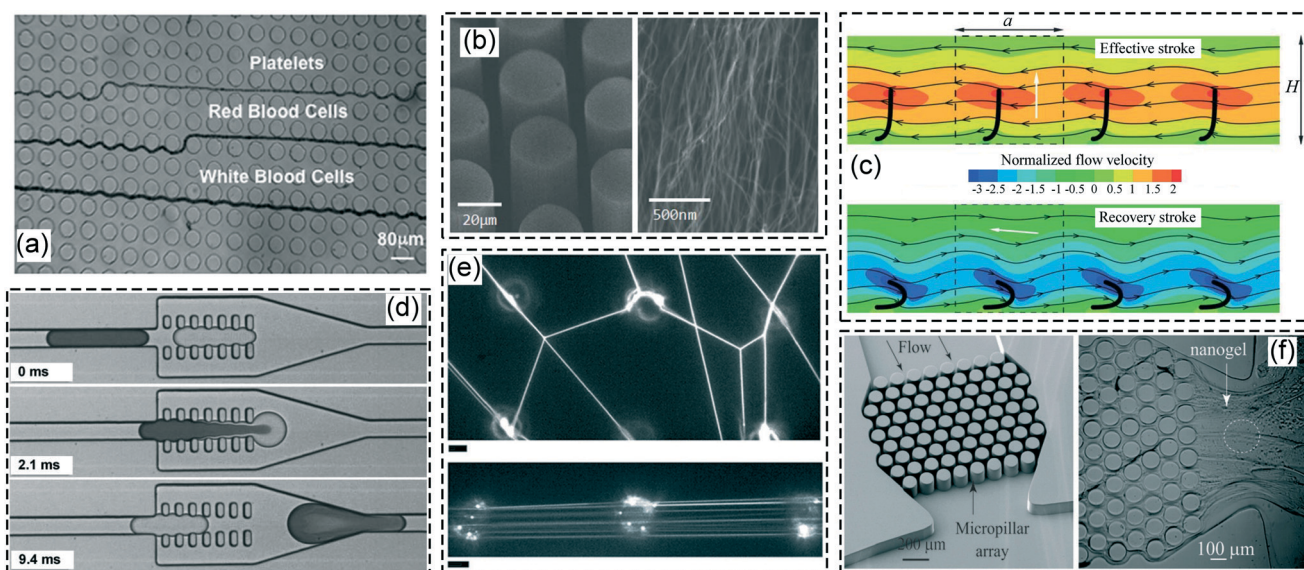 Platelets
Red Blood Cells
White Blood Cells
(a)
80μm
(b)
20μm
500nm
a
Effective stroke
H
(c)
Normalized flow velocity
-3 -2.5 -2 -1.5 -1 -0.5 0 0.5 1 1.5 2
Recovery stroke
(d)
0 ms
2.1 ms
9.4 ms
(e)
Flow
Micropillar
array
200 μm
nanogel
(f)
100 μm